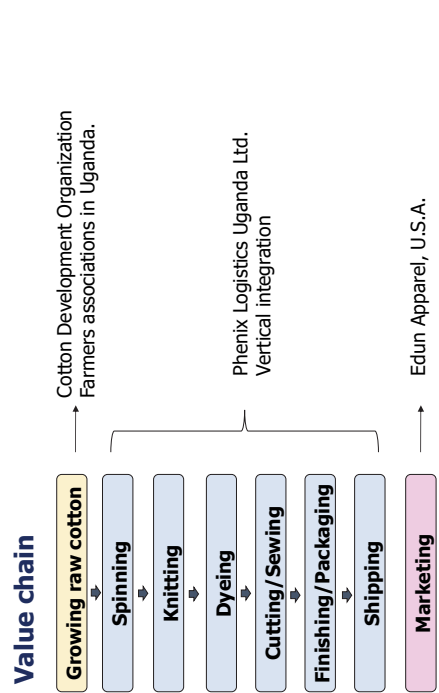 Value chain
Growing raw cotton
Cotton Development Organization
Farmers associations in Uganda.
Spinning
Knitting
Dyeing
Cutting/Sewing
Finishing/Packaging
Shipping
Phenix Logistics Uganda Ltd.
Vertical integration
Marketing
Edun Apparel, U.S.A.